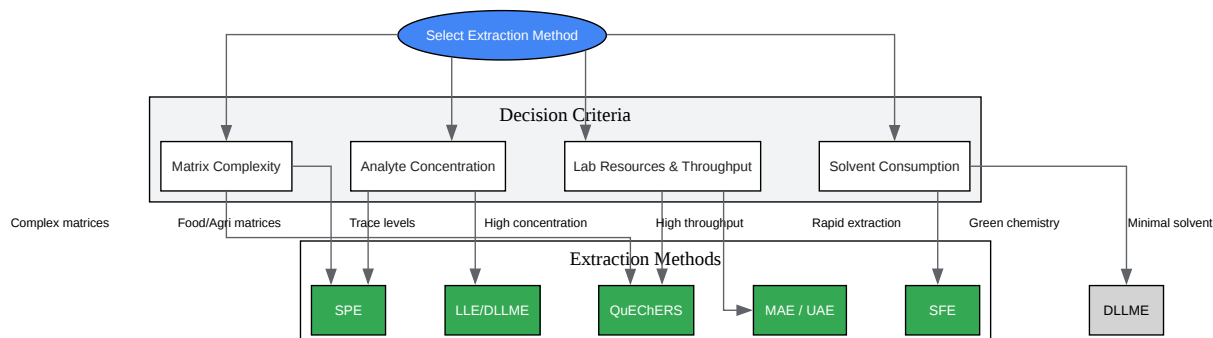 Select Extraction Method
Decision Criteria
Matrix Complexity
Analyte Concentration
Lab Resources & Throughput
Solvent Consumption
Complex matrices
Food/Agri matrices
Trace levels
High concentration
High throughput
Rapid extraction
Green chemistry
Minimal solvent
Extraction Methods
SPE
LLE/DLLME
QuEChERS
MAE / UAE
SFE
DLLME